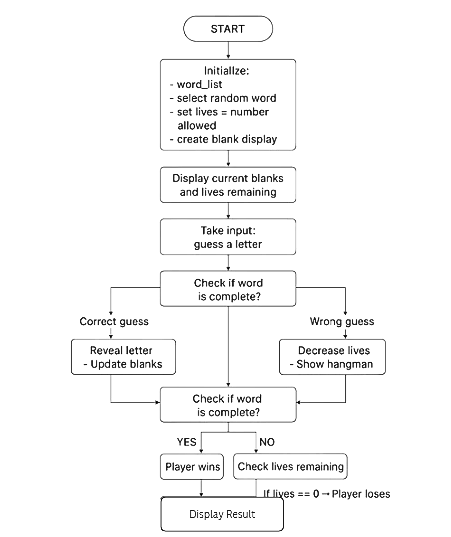 START
Initialize:
- word_list
- select random word
- set lives = number
allowed
- create blank display
Display current blanks
and lives remaining
Take input:
guess a letter
Check if word
is complete?
Correct guess
Wrong guess
Reveal letter
- Update blanks
Decrease lives
- Show hangman
Check if word
is complete?
YES
NO
Player wins
Check lives remaining
If lives == 0 → Player loses
Display Result